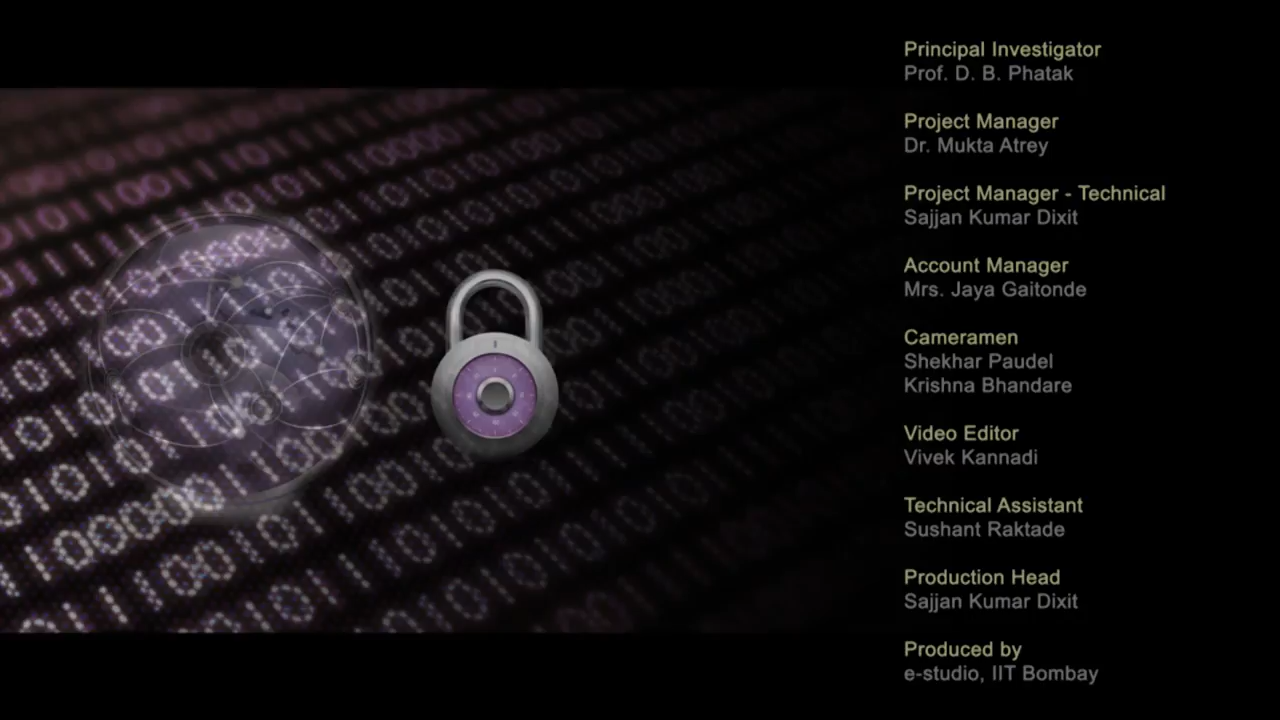 Principal Investigator
Prof. D. B. Phatak
Project Manager
Dr. Mukta Atrey
Project Manager - Technical
Sajjan Kumar Dixit
Account Manager
Mrs. Jaya Gaitonde
Cameramen
Shekhar Paudel
Krishna Bhandare
Video Editor
Vivek Kannadi
Technical Assistant
Sushant Raktade
Production Head
Sajjan Kumar Dixit
Produced by
e-studio, IIT Bombay